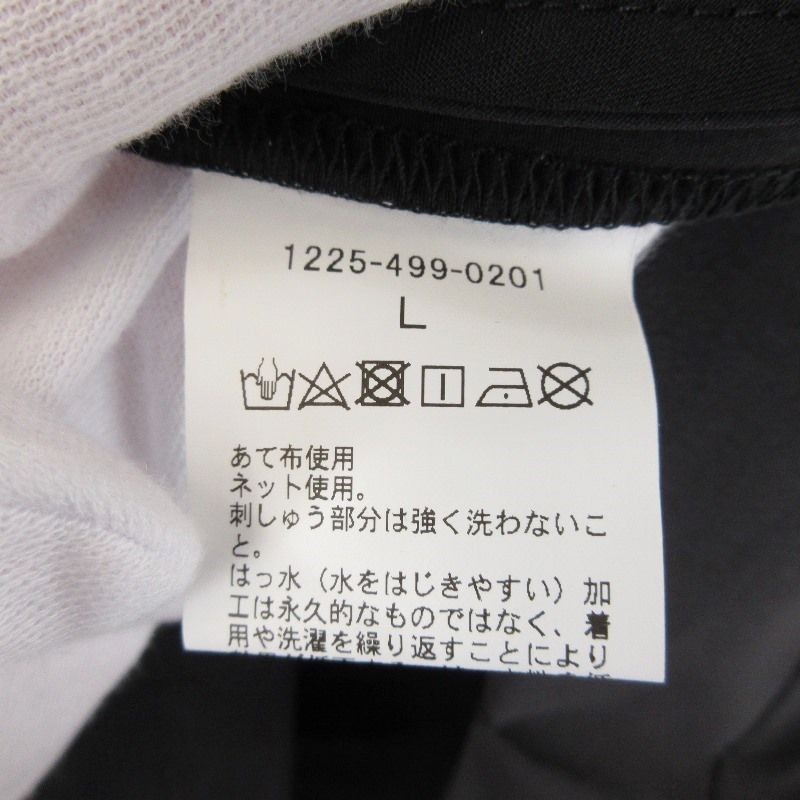 1225-499-0201
L
あて布使用
ネット使用。
刺しゅう部分は強く洗わないこ
と。
はっ水（水をはじきやすい）加
工は永久的なものではなく、着
用や洗濯を繰り返すことにより